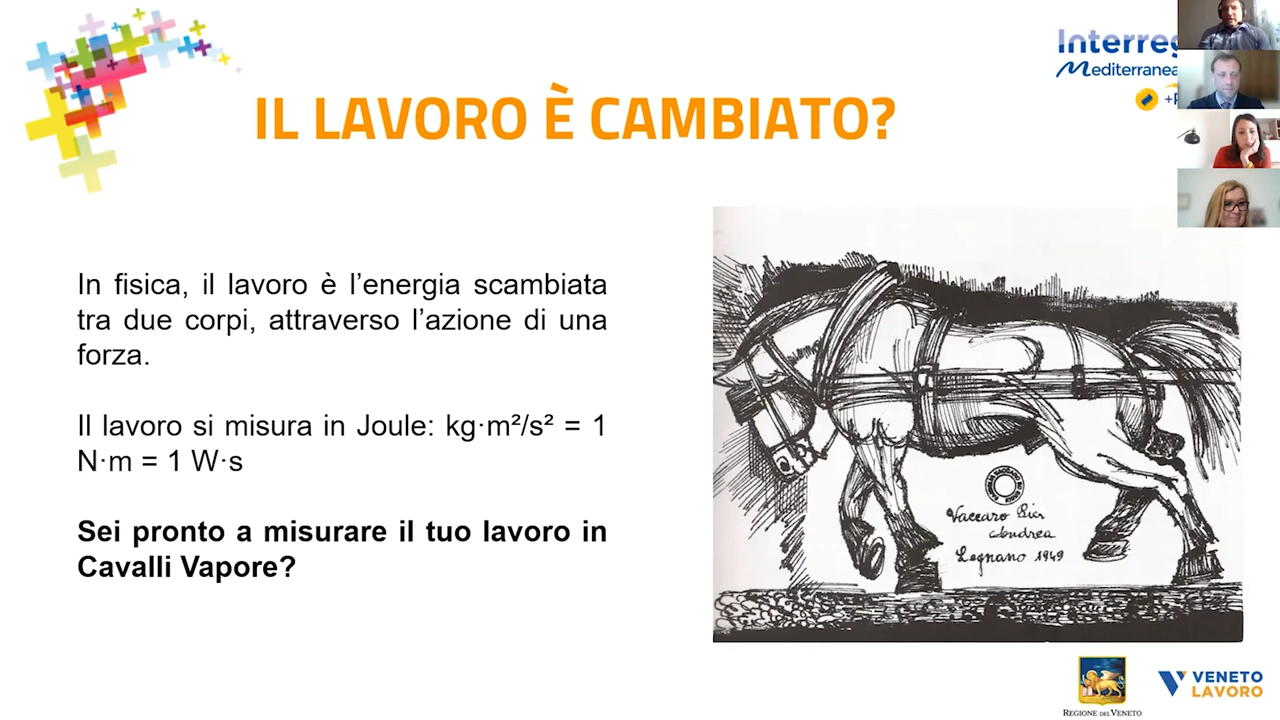 IL LAVORO È CAMBIATO?
Interreg
Mediterranea
In fisica, il lavoro è l’energia scambiata
tra due corpi, attraverso l’azione di una
forza.
Il lavoro si misura in Joule: kg·m²/s² = 1
N·m = 1 W·s
Sei pronto a misurare il tuo lavoro in
Cavalli Vapore?
Vaccaro Pier
Andrea
Legnano 1949
REGIONE DEL VENETO
VENETO
LAVORO